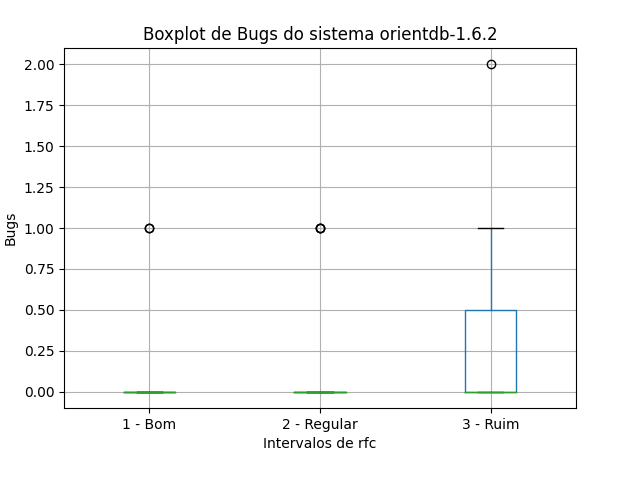 Boxplot de Bugs do sistema orientdb-1.6.2
2.00
1.75
1.50
1.25
1.00
0.75
0.50
0.25
0.00
Bugs
1 - Bom
2 - Regular
3 - Ruim
Intervalos de rfc